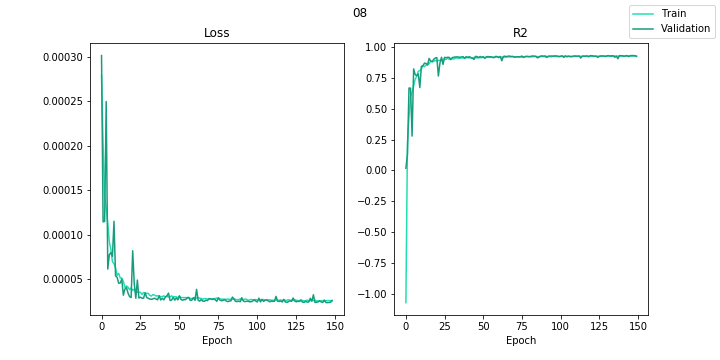 08
Train
Validation
Loss
R2
0.00030
0.00025
0.00020
0.00015
0.00010
0.00005
0 25 50 75 100 125 150
Epoch
1.00
0.75
0.50
0.25
0.00
−0.25
−0.50
−0.75
−1.00
0 25 50 75 100 125 150
Epoch